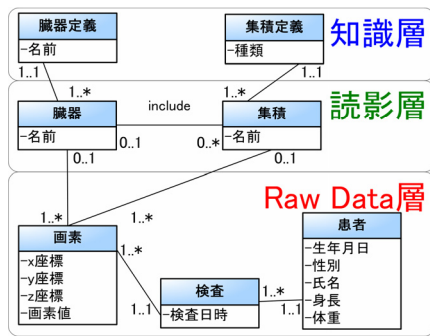 臓器定義
-名前
集積定義
-種類
知識層
1..1
1..1
1..*
1..*
臓器
-名前
include
集積
-名前
読影層
0..1
0..*
0..1
0..1
Raw Data層
1..*
1..*
画素
-x座標
-y座標
-z座標
-画素値
1..*
1..1
検査
-検査日時
1..*
1..1
患者
-生年月日
-性別
-氏名
-身長
-体重